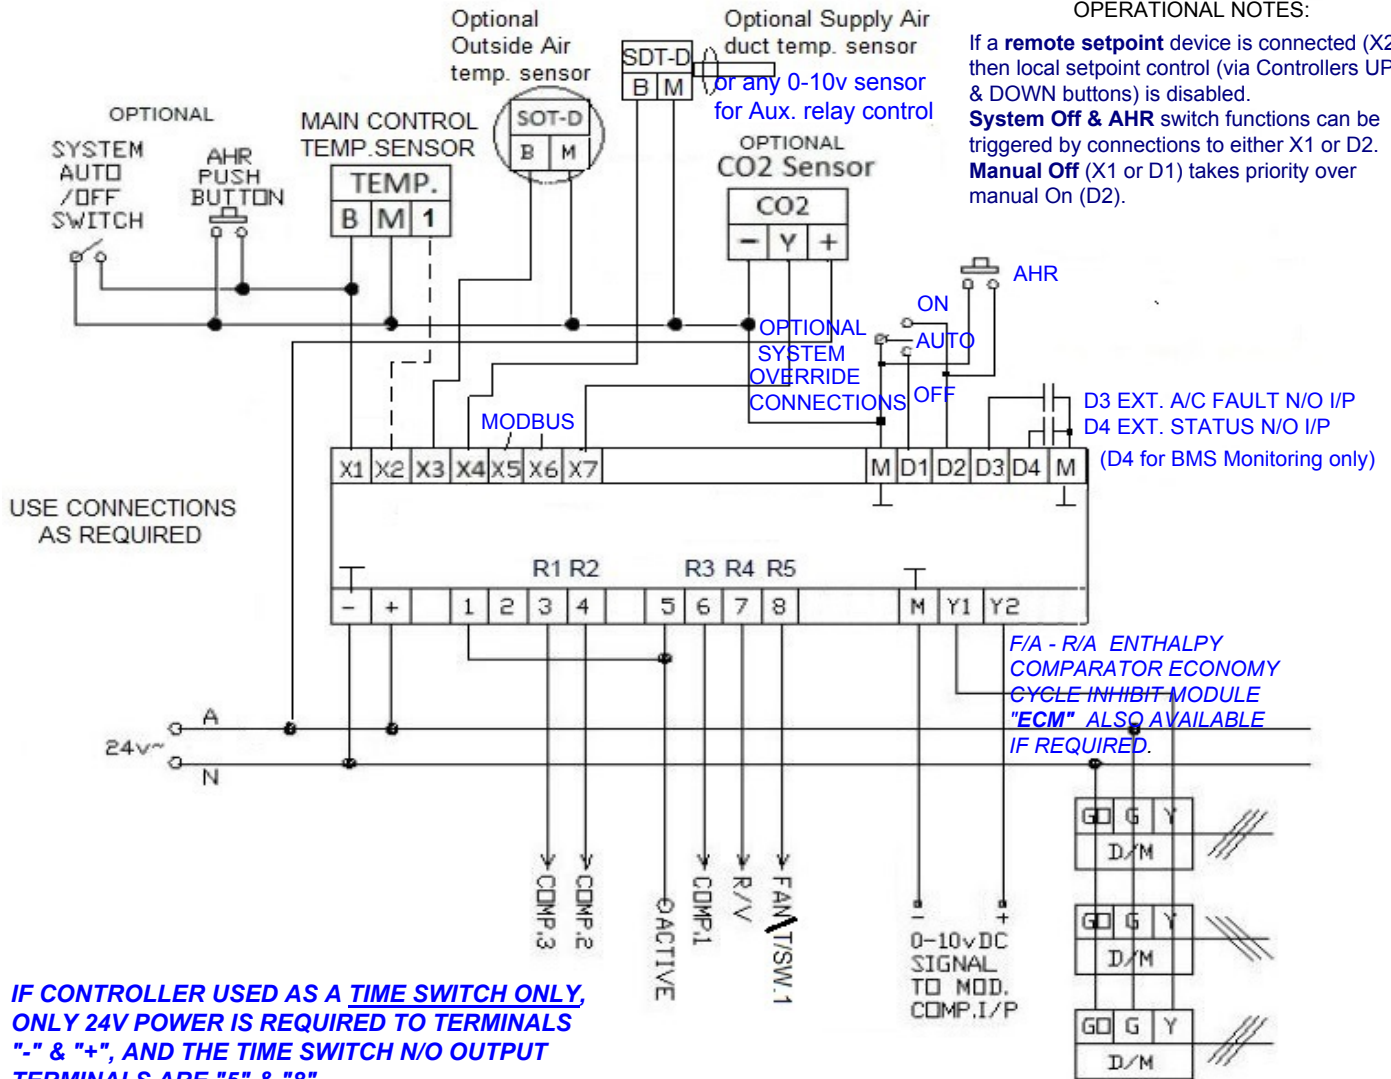 Optional
Outside Air
temp. sensor
Optional Supply Air
duct temp. sensor
or any 0-10v sensor
for Aux. relay control
OPERATIONAL NOTES:
If a remote setpoint device is connected (X2
then local setpoint control (via Controllers UP
& DOWN buttons) is disabled.
System Off & AHR switch functions can be
triggered by connections to either X1 or D2.
Manual Off (X1 or D1) takes priority over
manual On (D2).
OPTIONAL
SYSTEM
AUTO
/OFF
SWITCH
AHR
PUSH
BUTTON
MAIN CONTROL
TEMP.SENSOR
TEMP.
B M 1
SOT-D
B M
SDT-D
B M
OPTIONAL
CO2 Sensor
CO2
- Y +
AHR
ON
AUTO
OFF
OPTIONAL
SYSTEM
OVERRIDE
CONNECTIONS
MODBUS
D3 EXT. A/C FAULT N/O I/P
D4 EXT. STATUS N/O I/P
(D4 for BMS Monitoring only)
X1 X2 X3 X4 X5 X6 X7 M D1 D2 D3 D4 M
USE CONNECTIONS
AS REQUIRED
R1 R2 R3 R4 R5
- + 1 2 3 4 5 6 7 8 M Y1 Y2
F/A - R/A ENTHALPY
COMPARATOR ECONOMY
CYCLE INHIBIT MODULE
"ECM" ALSO AVAILABLE
IF REQUIRED.
24v~
A
N
COMP.3
COMP.2
ACTIVE
COMP.1
R/V
FAN\T/SW.1
- +
0-10vDC
SIGNAL
TO MOD.
COMP.I/P
GO G Y
D/M
GO G Y
D/M
GO G Y
D/M
IF CONTROLLER USED AS A TIME SWITCH ONLY,
ONLY 24V POWER IS REQUIRED TO TERMINALS
"-" & "+", AND THE TIME SWITCH N/O OUTPUT
TERMINALS ARE "5" & "8"